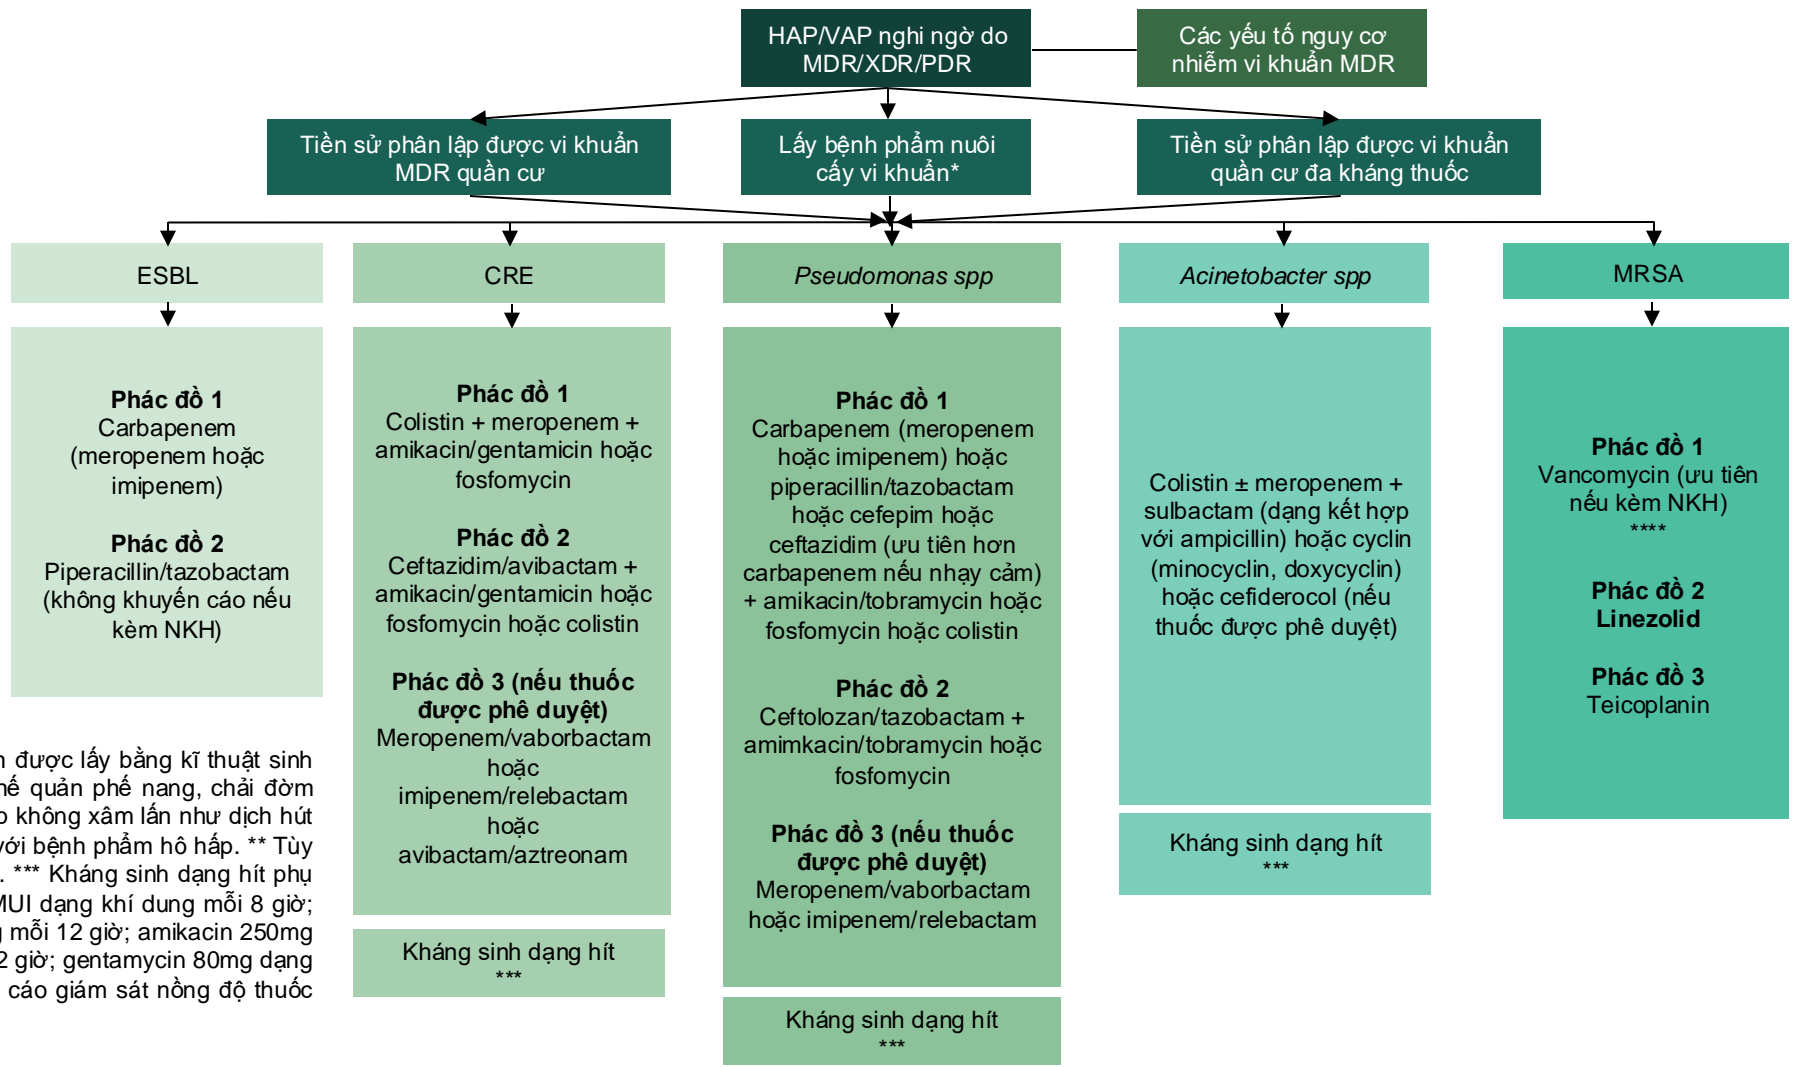 HAP/VAP nghi ngờ do
MDR/XDR/PDR
Các yếu tố nguy cơ
nhiễm vi khuẩn MDR
Tiền sử phân lập được vi khuẩn
MDR quần cư
Lấy bệnh phẩm nuôi
cấy vi khuẩn*
Tiền sử phân lập được vi khuẩn
quần cư đa kháng thuốc
ESBL
CRE
Pseudomonas spp
Acinetobacter spp
MRSA
Phác đồ 1
Carbapenem
(meropenem hoặc
imipenem)
Phác đồ 2
Piperacillin/tazobactam
(không khuyến cáo nếu
kèm NKH)
Phác đồ 1
Colistin + meropenem +
amikacin/gentamicin hoặc
fosfomycin
Phác đồ 2
Ceftazidim/avibactam +
amikacin/gentamicin hoặc
fosfomycin hoặc colistin
Phác đồ 3 (nếu thuốc
được phê duyệt)
Meropenem/vaborbactam
hoặc
imipenem/relebactam
hoặc
avibactam/aztreonam
Kháng sinh dạng hít
***
Phác đồ 1
Carbapenem (meropenem
hoặc imipenem) hoặc
piperacillin/tazobactam
hoặc cefepim hoặc
ceftazidim (ưu tiên hơn
carbapenem nếu nhạy cảm)
+ amikacin/tobramycin hoặc
fosfomycin hoặc colistin
Phác đồ 2
Ceftolozan/tazobactam +
amimkacin/tobramycin hoặc
fosfomycin
Phác đồ 3 (nếu thuốc
được phê duyệt)
Meropenem/vaborbactam
hoặc imipenem/relebactam
Kháng sinh dạng hít
***
Colistin ± meropenem +
sulbactam (dạng kết hợp
với ampicillin) hoặc cyclin
(minocyclin, doxycyclin)
hoặc cefiderocol (nếu
thuốc được phê duyệt)
Kháng sinh dạng hít
***
Phác đồ 1
Vancomycin (ưu tiên
nếu kèm NKH)
****
Phác đồ 2
Linezolid
Phác đồ 3
Teicoplanin
được lấy bằng kĩ thuật sinh
quản phế nang, chải đờm
không xâm lấn như dịch hút
với bệnh phẩm hô hấp. ** Tùy
. *** Kháng sinh dạng hít phụ
MUI dạng khí dung mỗi 8 giờ;
mỗi 12 giờ; amikacin 250mg
2 giờ; gentamycin 80mg dạng
cáo giám sát nồng độ thuốc